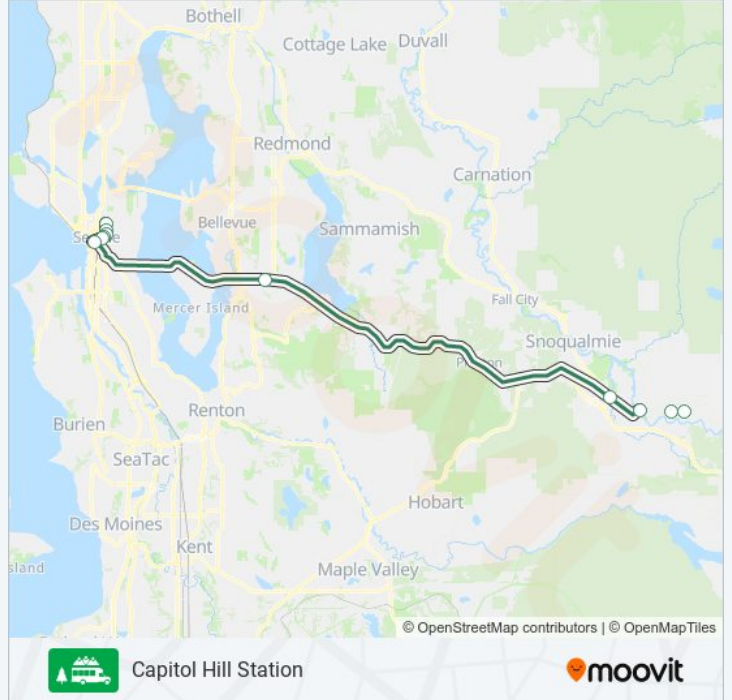 Bothell
Cottage Lake
Duvall
Redmond
Carnation
Bellevue
Sammamish
Mercer Island
Fall City
Snoqualmie
Renton
Burien
SeaTac
Hobart
Des Moines
Kent
sland
Maple Valley
© OpenStreetMap contributors | © OpenMapTiles
Capitol Hill Station
moovit